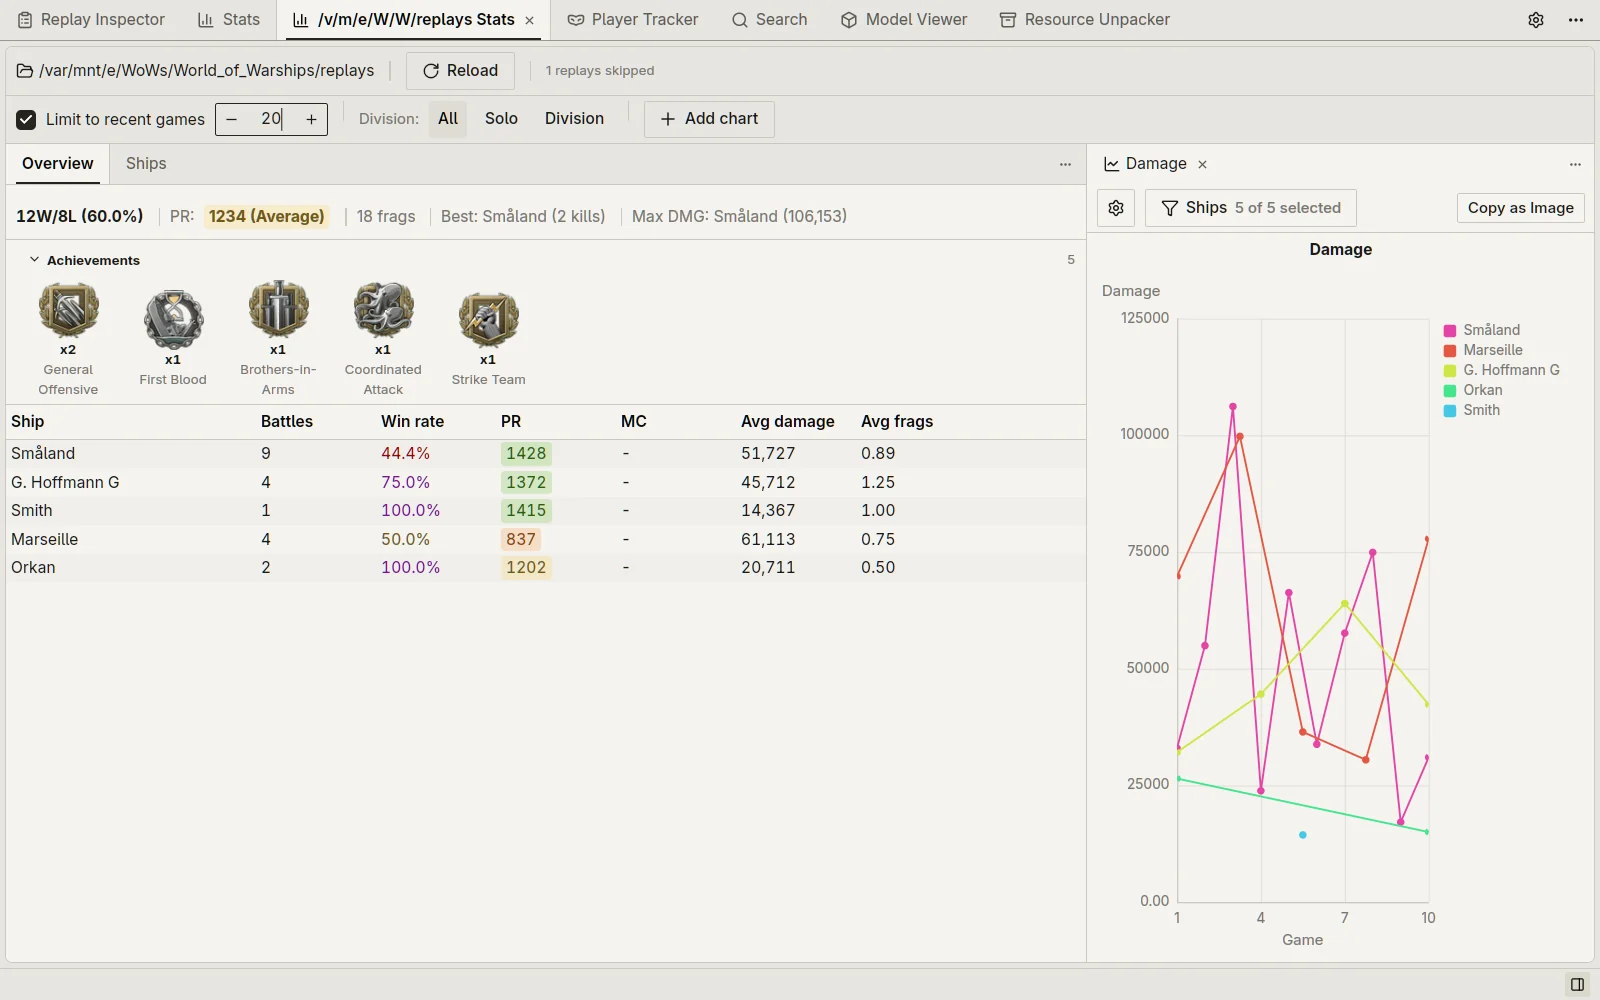 Replay Inspector Stats /v/m/e/W/W/replays Stats × Player Tracker Search Model Viewer Resource Unpacker
/var/mnt/e/WoWs/World_of_Warships/replays Reload 1 replays skipped
Limit to recent games − 20 + Division: All Solo Division + Add chart
Overview Ships
12W/8L (60.0%) PR: 1234 (Average) 18 frags Best: Småland (2 kills) Max DMG: Småland (106,153)
Achievements 5
x2
General
Offensive
x1
First Blood
x1
Brothers-in-
Arms
x1
Coordinated
Attack
x1
Strike Team
Ship Battles Win rate PR MC Avg damage Avg frags
Småland 9 44.4% 1428 - 51,727 0.89
G. Hoffmann G 4 75.0% 1372 - 45,712 1.25
Smith 1 100.0% 1415 - 14,367 1.00
Marseille 4 50.0% 837 - 61,113 0.75
Orkan 2 100.0% 1202 - 20,711 0.50
Damage ×
Ships 5 of 5 selected Copy as Image
Damage
Damage
125000
100000
75000
50000
25000
0.00
1 4 7 10
Game
Småland
Marseille
G. Hoffmann G
Orkan
Smith